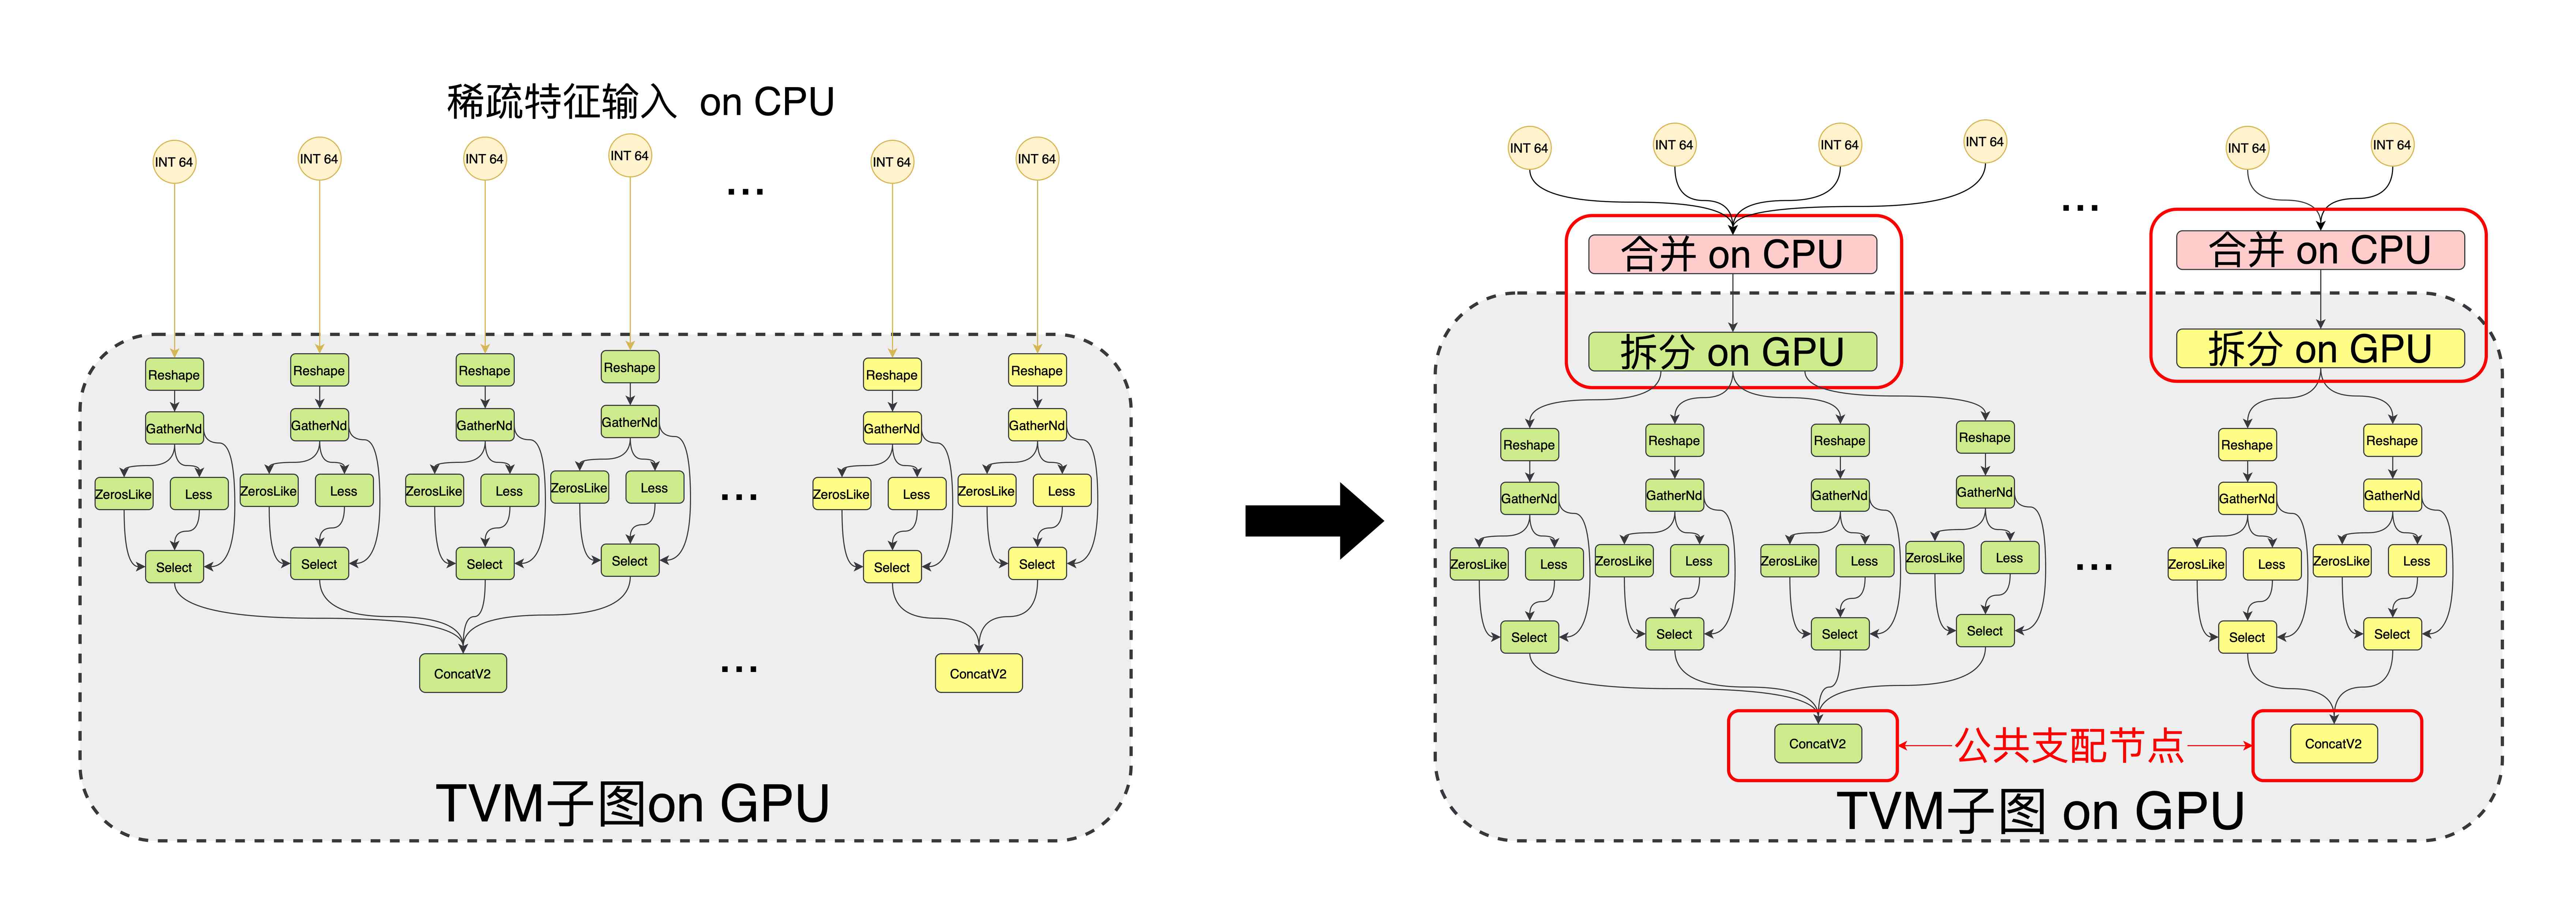 稀疏特征输入 on CPU
INT 64
INT 64
INT 64
INT 64
...
INT 64
INT 64
Reshape
Reshape
Reshape
Reshape
Reshape
Reshape
GatherNd
GatherNd
GatherNd
GatherNd
GatherNd
GatherNd
ZerosLike
Less
ZerosLike
Less
ZerosLike
Less
ZerosLike
Less
...
ZerosLike
Less
ZerosLike
Less
Select
Select
Select
Select
Select
Select
ConcatV2
...
ConcatV2
TVM子图on GPU
INT 64
INT 64
INT 64
INT 64
...
INT 64
INT 64
合并 on CPU
合并 on CPU
拆分 on GPU
拆分 on GPU
Reshape
Reshape
Reshape
Reshape
Reshape
Reshape
GatherNd
GatherNd
GatherNd
GatherNd
GatherNd
GatherNd
ZerosLike
Less
ZerosLike
Less
ZerosLike
Less
ZerosLike
Less
...
ZerosLike
Less
ZerosLike
Less
Select
Select
Select
Select
Select
Select
ConcatV2
公共支配节点
ConcatV2
TVM子图 on GPU